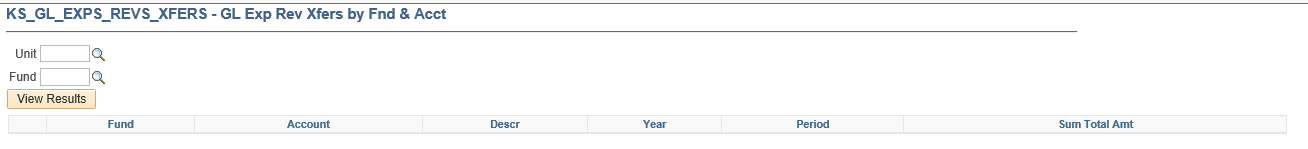 KS_GL_EXPS_REVS_XFERS - GL Exp Rev Xfers by Fnd & Acct
Unit
Fund
View Results
Fund Account Descr Year Period Sum Total Amt